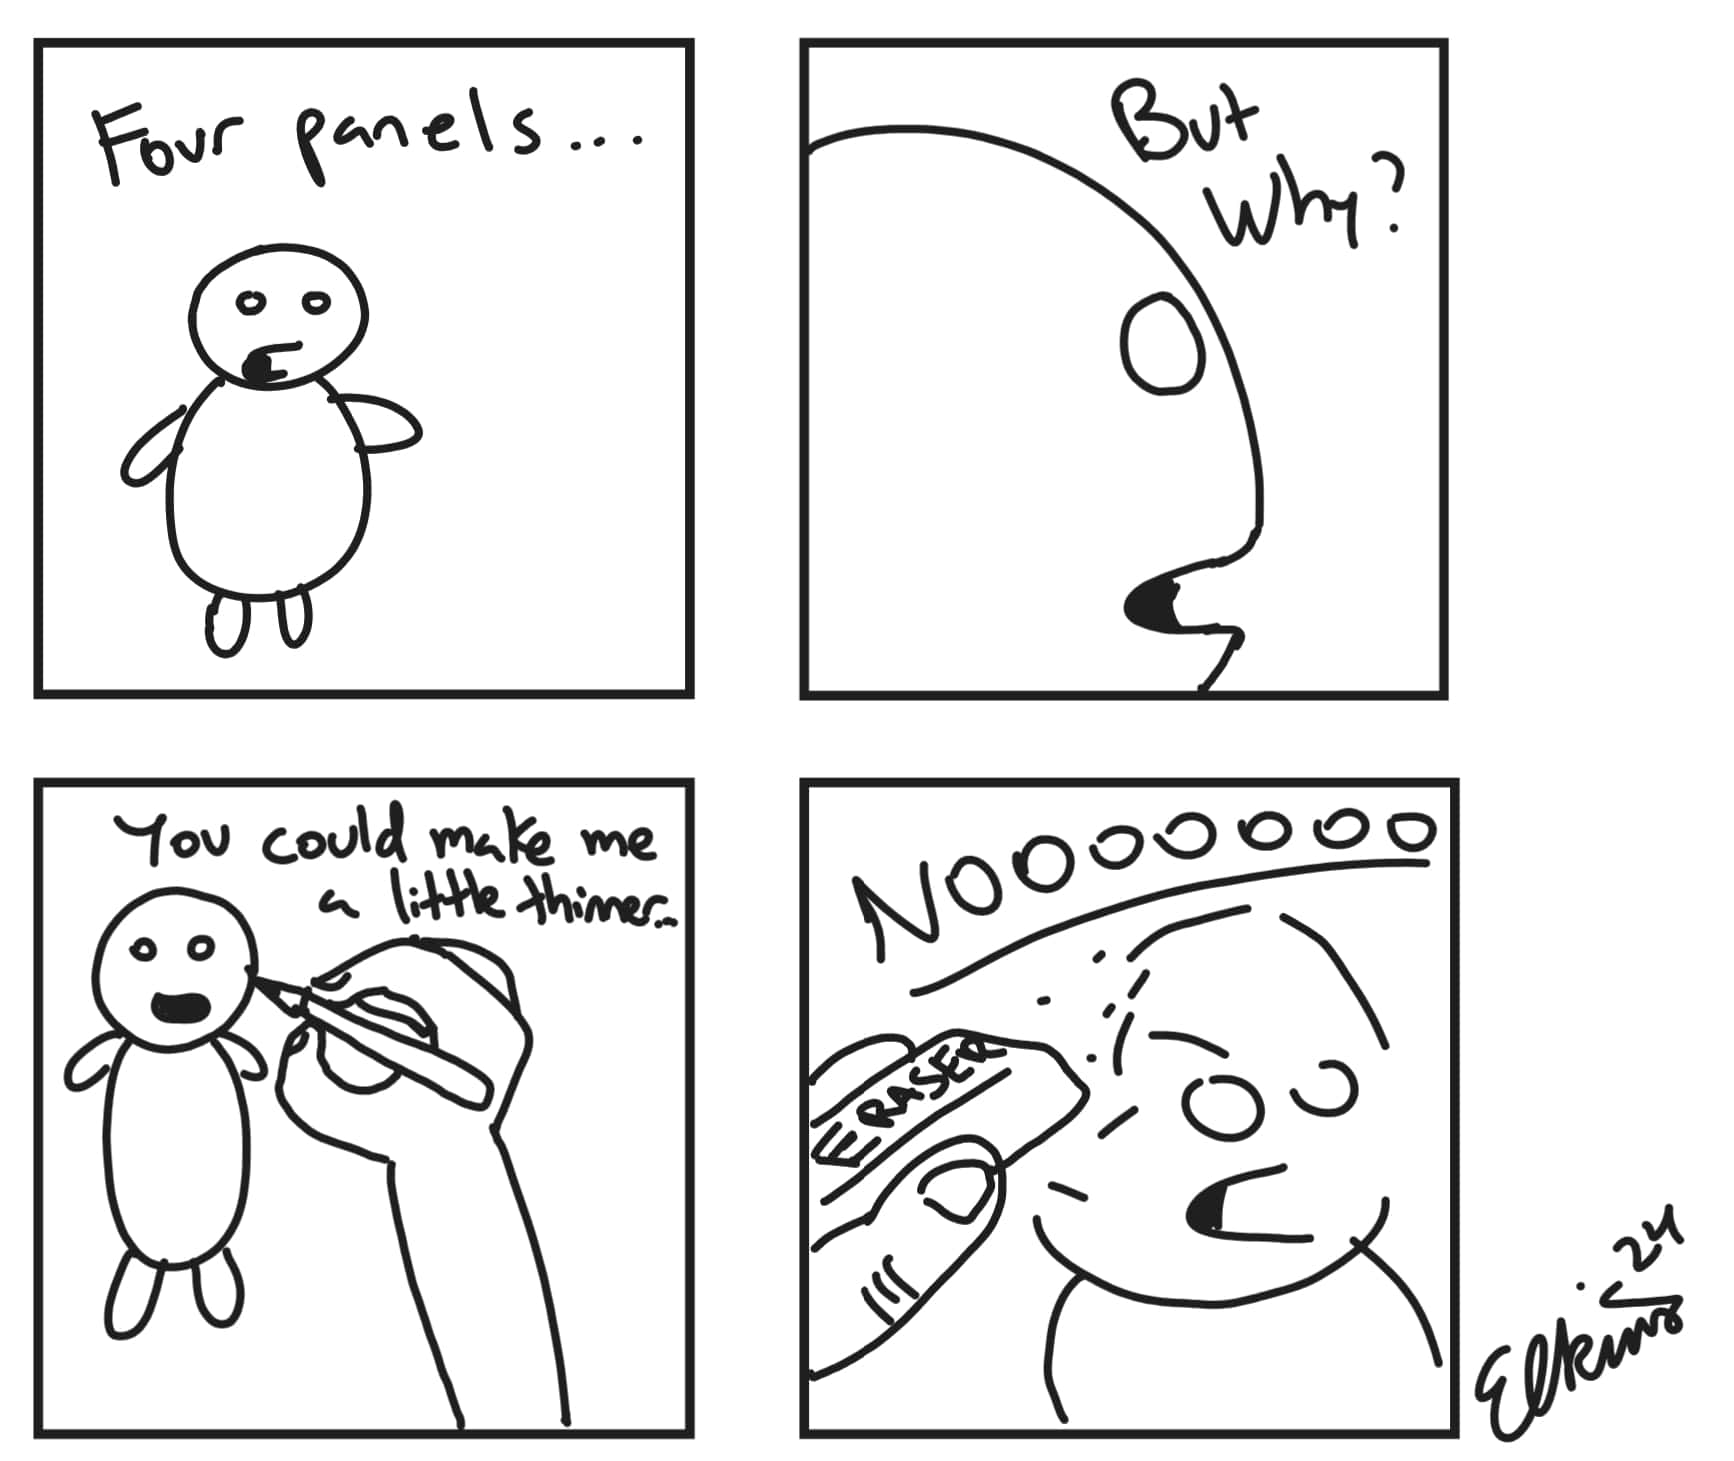 Four panels...
But
Why?
You could make me
a little thinner...
NOOOOOOOO
ERASER
Elkins 24